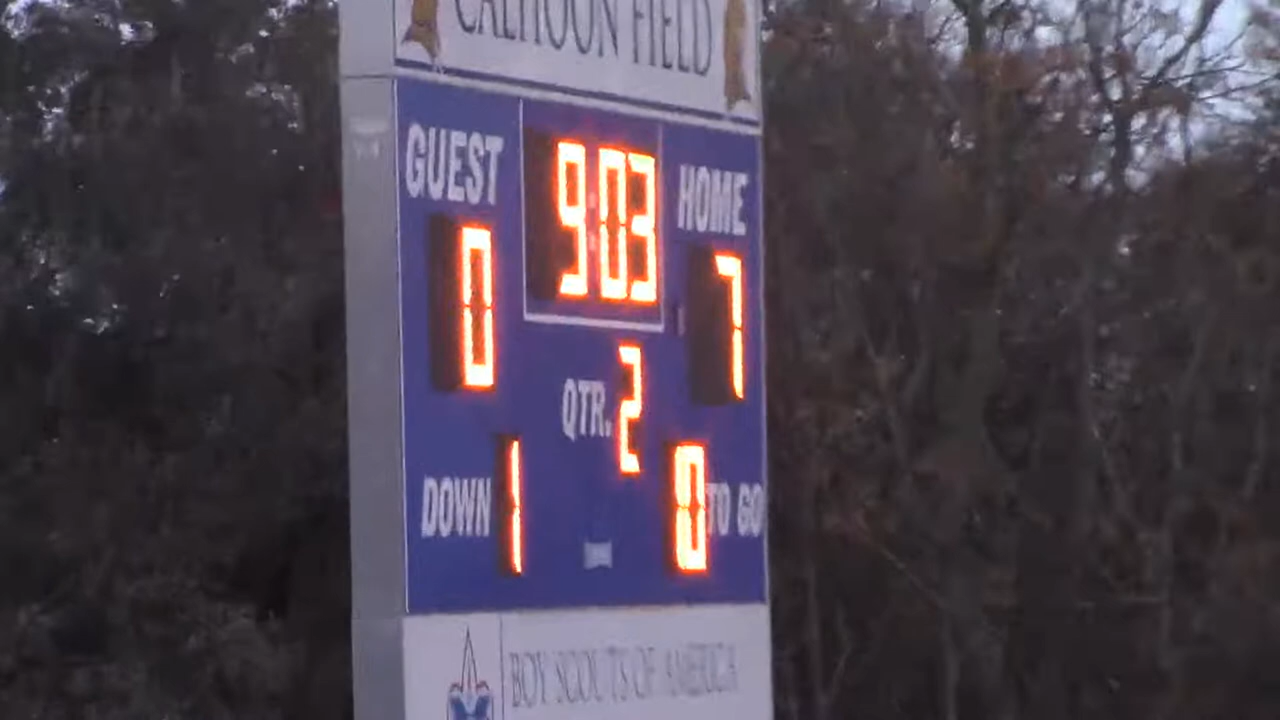 CALHOUN FIELD
GUEST 9:03 HOME
0 7
QTR. 2
DOWN 1 0 TO GO
BOY SCOUTS OF AMERICA